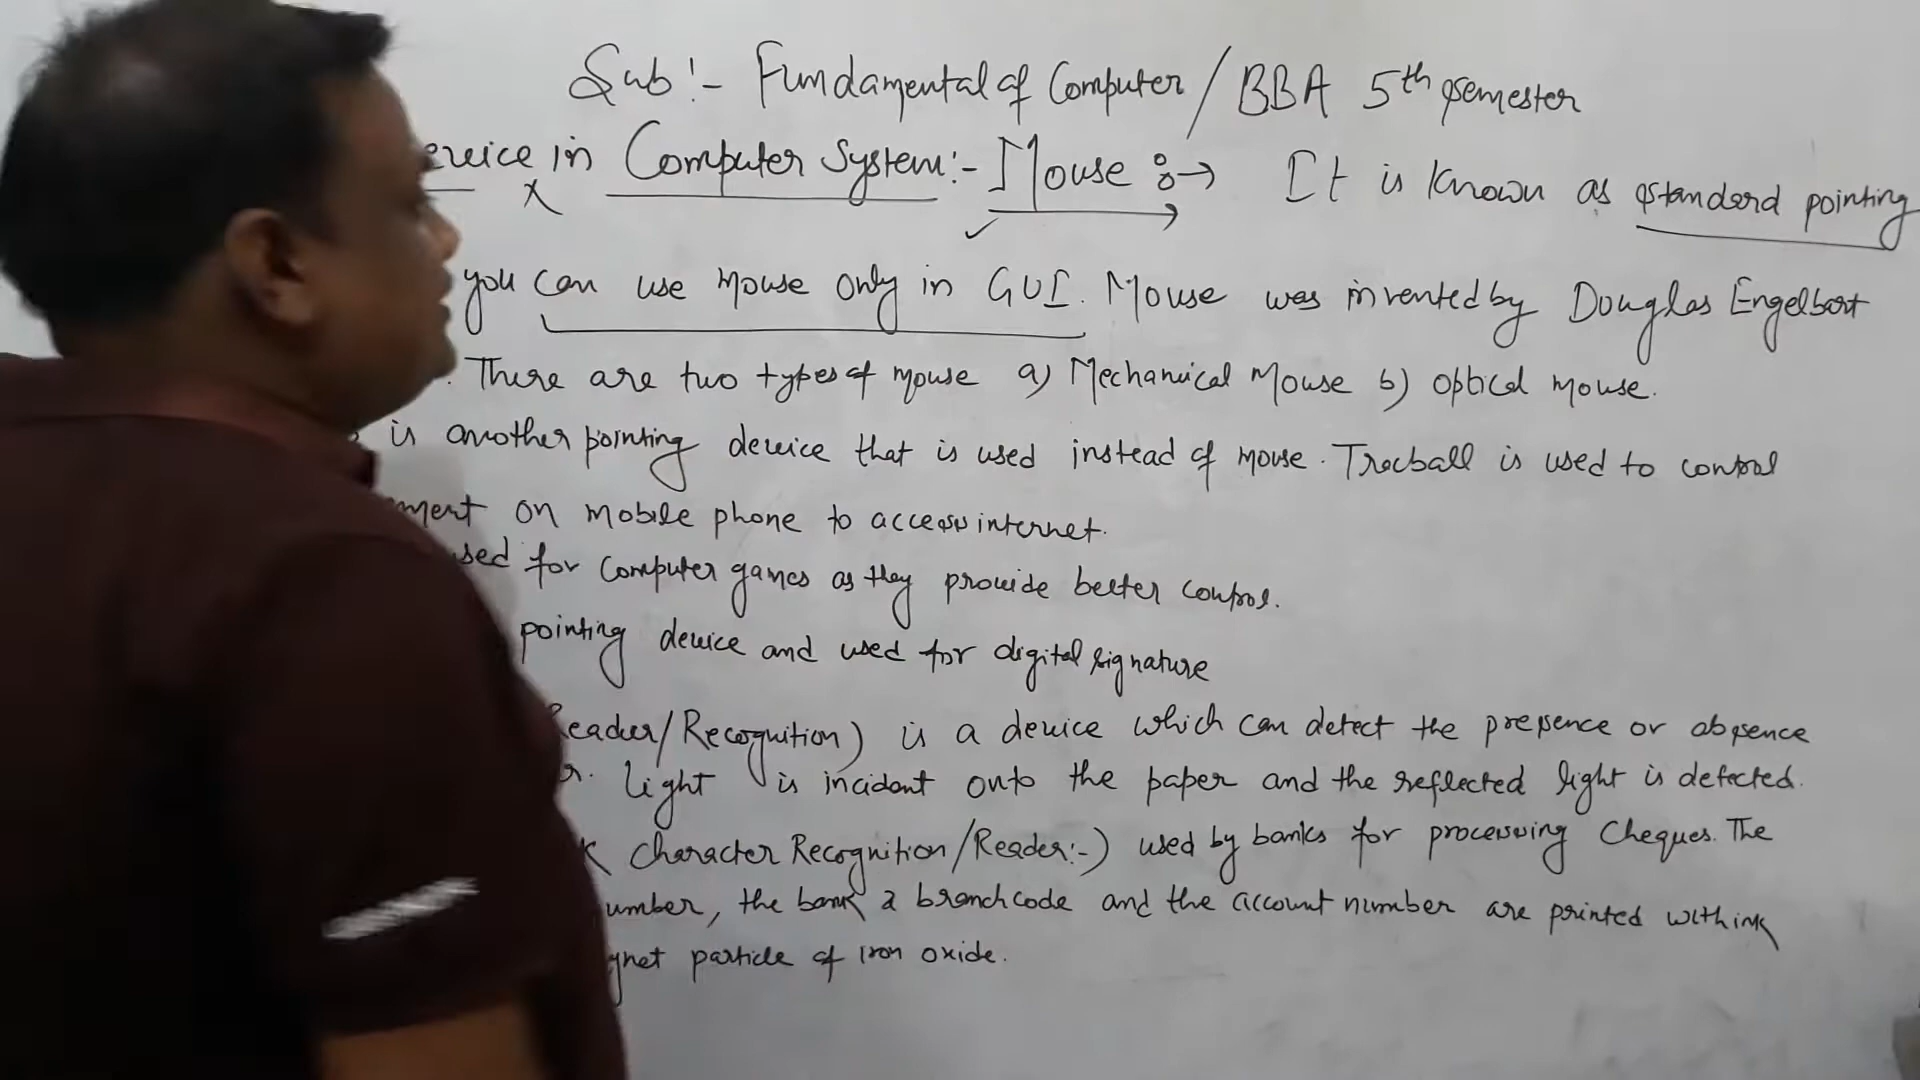 Sub:- Fundamental of Computer / BBA 5th semester
evice in Computer System:- Mouse :→ It is known as standard pointing
you can use mouse only in GUI. Mouse was invented by Douglas Engelbart
. There are two types of mouse a) Mechanical Mouse b) optical mouse.
is another pointing device that is used instead of mouse. Tracball is used to control
ment on mobile phone to access internet.
sed for computer games as they provide better control.
pointing device and used for digital signature
Reader/Recognition) is a device which can detect the presence or absence
r. light is incident onto the paper and the reflected light is detected.
K Character Recognition/Reader:-) used by banks for processing Cheques. The
umber, the bank & branch code and the account number are printed with ink
gnet particle of iron oxide.